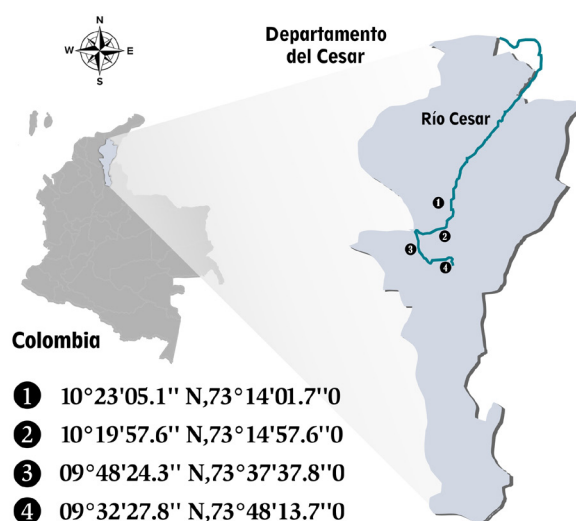 N
W E
S
Departamento
del Cesar
Río Cesar
1
2
3
4
Colombia
1 10°23'05.1'' N,73°14'01.7''0
2 10°19'57.6'' N,73°14'57.6''0
3 09°48'24.3'' N,73°37'37.8''0
4 09°32'27.8'' N,73°48'13.7''0